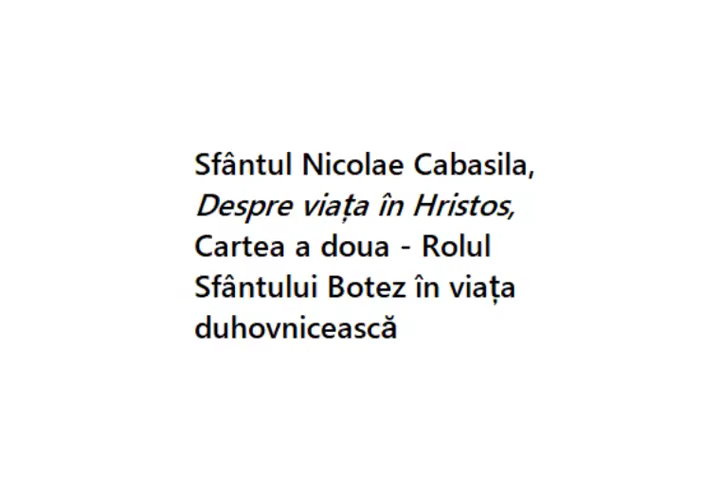 Sfântul Nicolae Cabasila,
Despre viața în Hristos,
Cartea a doua - Rolul
Sfântului Botez în viața
duhovnicească